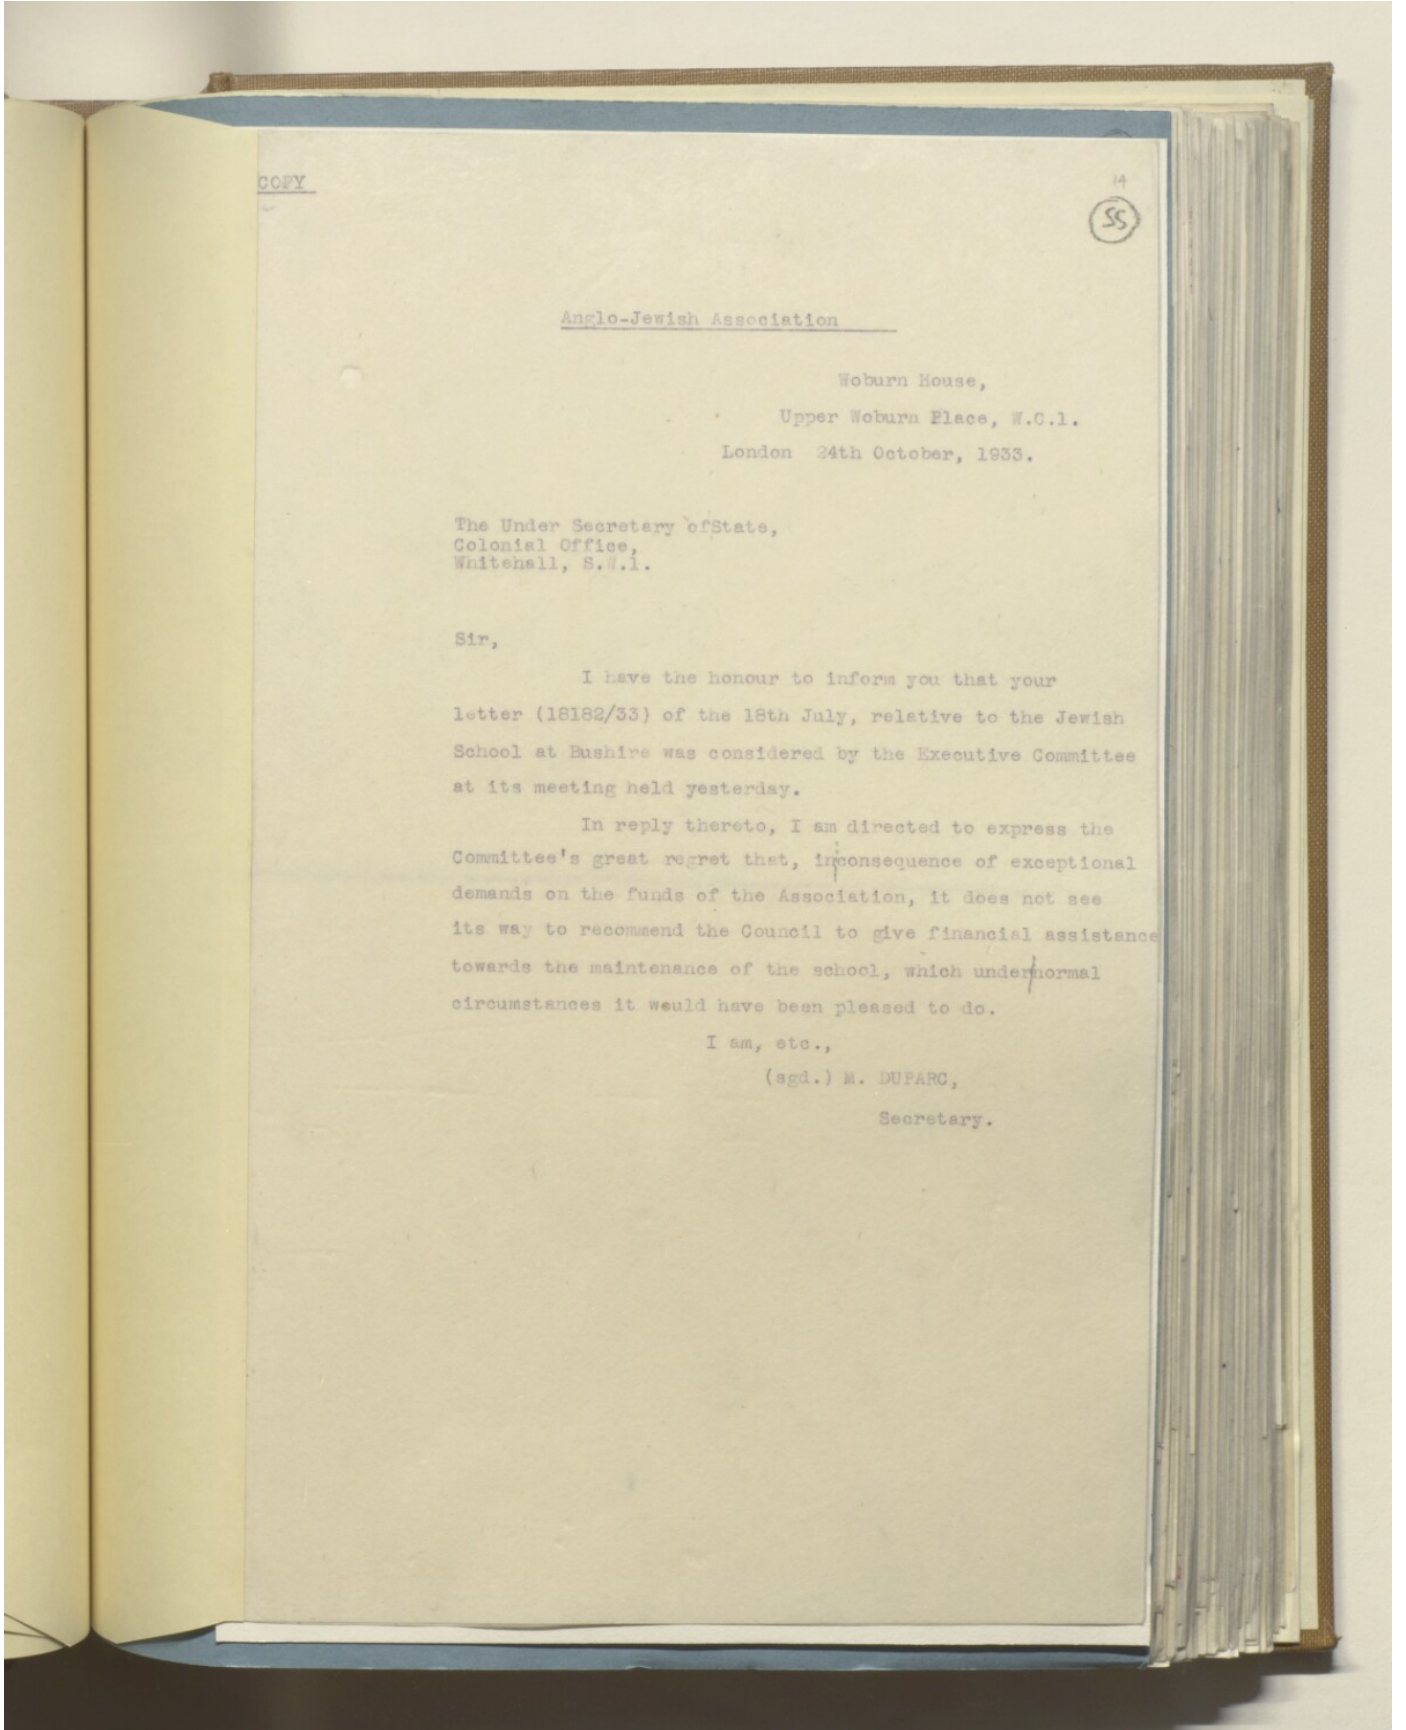 COPY
14
55
Anglo-Jewish Association
Woburn House,
Upper Woburn Place, W.C.1.
London 24th October, 1933.
The Under Secretary ofState,
Colonial Office,
Whitehall, S.W.1.
Sir,
I have the honour to inform you that your
letter (18182/33) of the 18th July, relative to the Jewish
School at Bushire was considered by the Executive Committee
at its meeting held yesterday.
In reply thereto, I am directed to express the
Committee's great regret that, in|consequence of exceptional
demands on the funds of the Association, it does not see
its way to recommend the Council to give financial assistance
towards the maintenance of the school, which under|normal
circumstances it would have been pleased to do.
I am, etc.,
(sgd.) M. DUPARC,
Secretary.